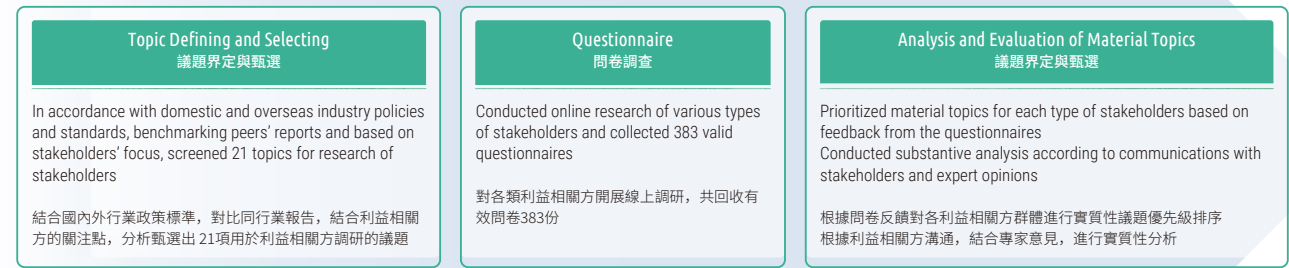 Topic Defining and Selecting
議題界定與甄選
In accordance with domestic and overseas industry policies
and standards, benchmarking peers' reports and based on
stakeholders' focus, screened 21 topics for research of
stakeholders
結合國內外行業政策標準，對比同行業報告，結合利益相關
方的關注點，分析甄選出 21項用於利益相關方調研的議題
Questionnaire
問卷調查
Conducted online research of various types
of stakeholders and collected 383 valid
questionnaires
對各類利益相關方開展線上調研，共回收有
效問卷383份
Analysis and Evaluation of Material Topics
議題界定與甄選
Prioritized material topics for each type of stakeholders based on
feedback from the questionnaires
Conducted substantive analysis according to communications with
stakeholders and expert opinions
根據問卷反饋對各利益相關方群體進行實質性議題優先級排序
根據利益相關方溝通，結合專家意見，進行實質性分析